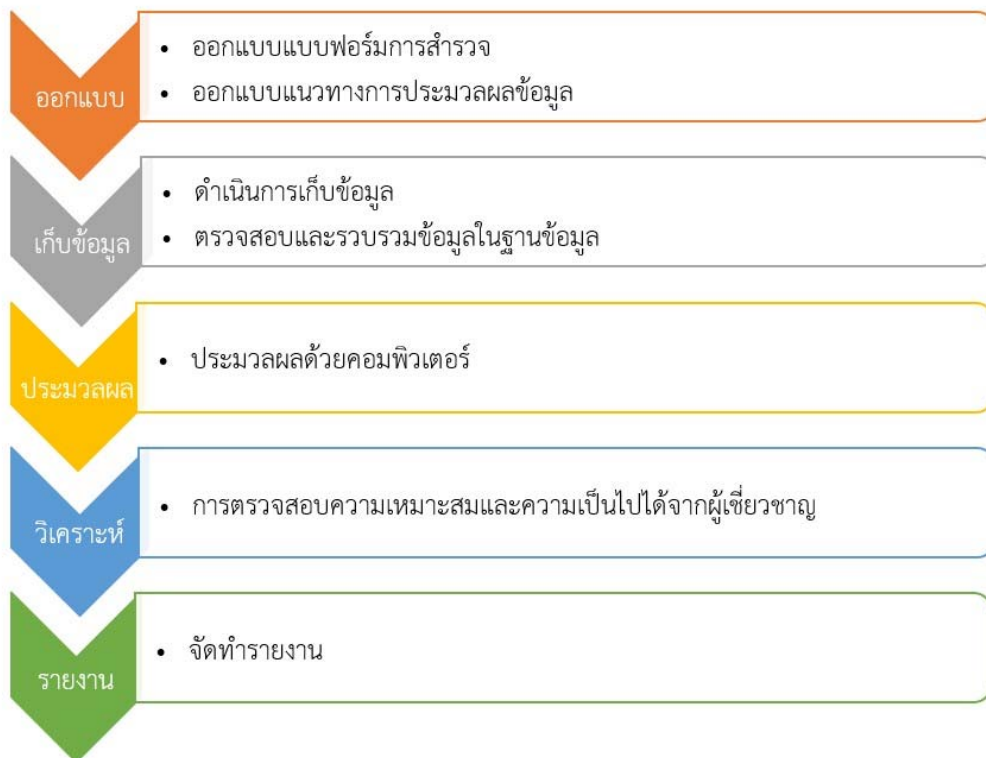 ออกแบบ
• ออกแบบแบบฟอร์มการสำรวจ
• ออกแบบแนวทางการประมวลผลข้อมูล
เก็บข้อมูล
• ดำเนินการเก็บข้อมูล
• ตรวจสอบและรวบรวมข้อมูลในฐานข้อมูล
ประมวลผล
• ประมวลผลด้วยคอมพิวเตอร์
วิเคราะห์
• การตรวจสอบความเหมาะสมและความเป็นไปได้จากผู้เชี่ยวชาญ
รายงาน
• จัดทำรายงาน